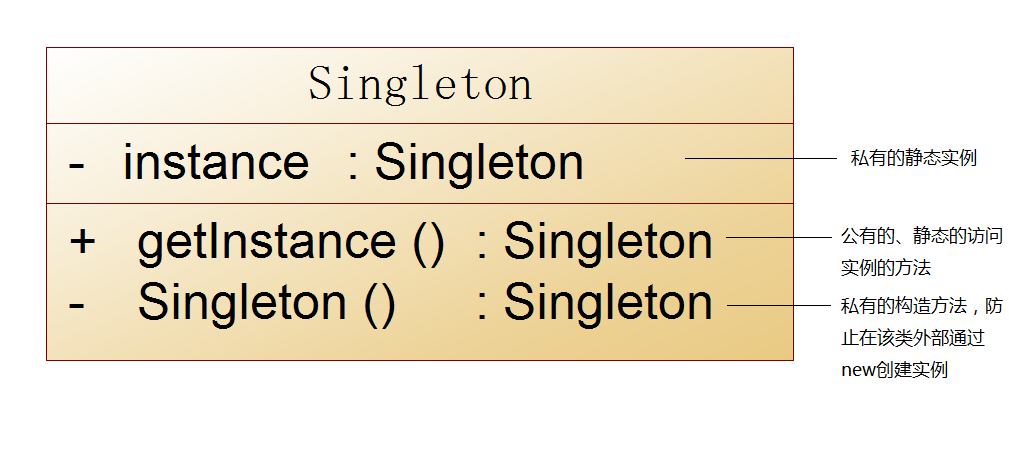 Singleton
- instance : Singleton
私有的静态实例
+ getInstance () : Singleton
公有的、静态的访问
实例的方法
- Singleton () : Singleton
私有的构造方法，防
止在该类外部通过
new创建实例